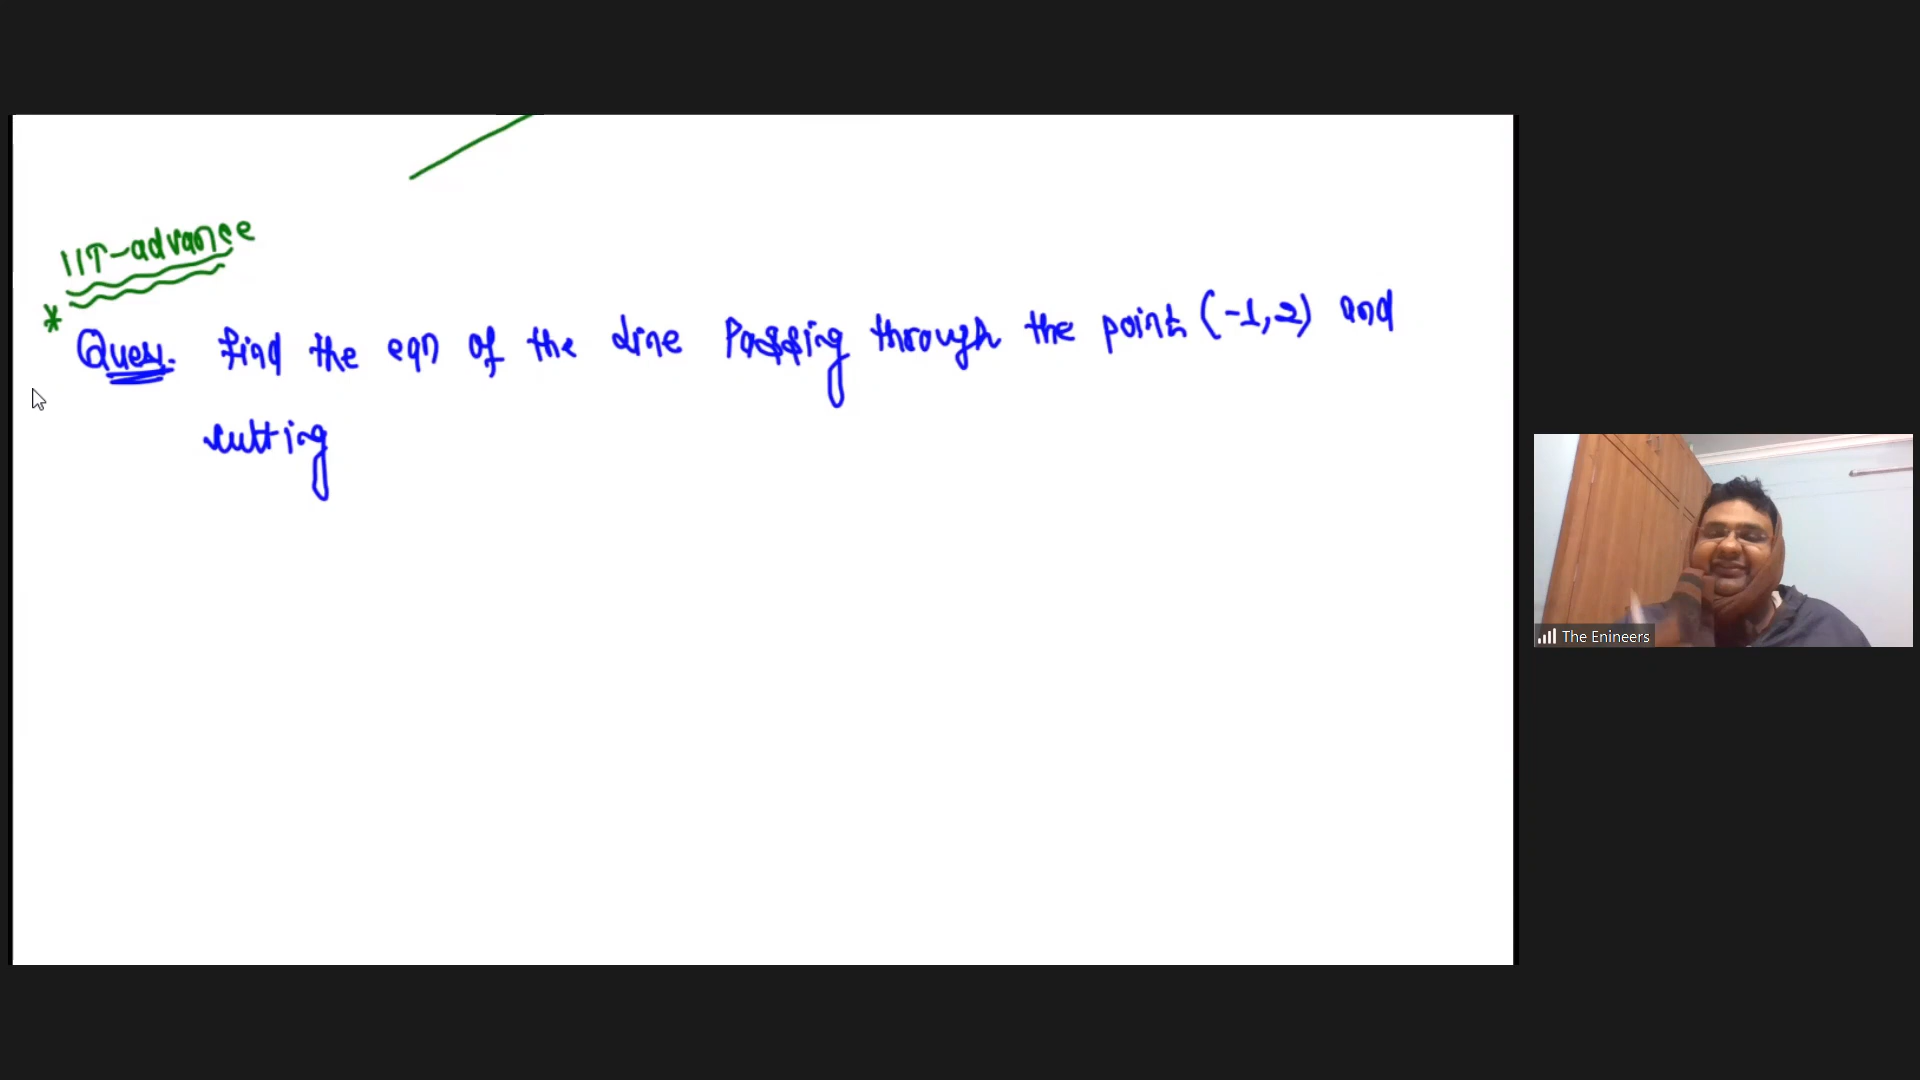 IIT-advance
* Ques. find the eqn of the line Passing through the point (-1,2) and
cutting
The Enineers